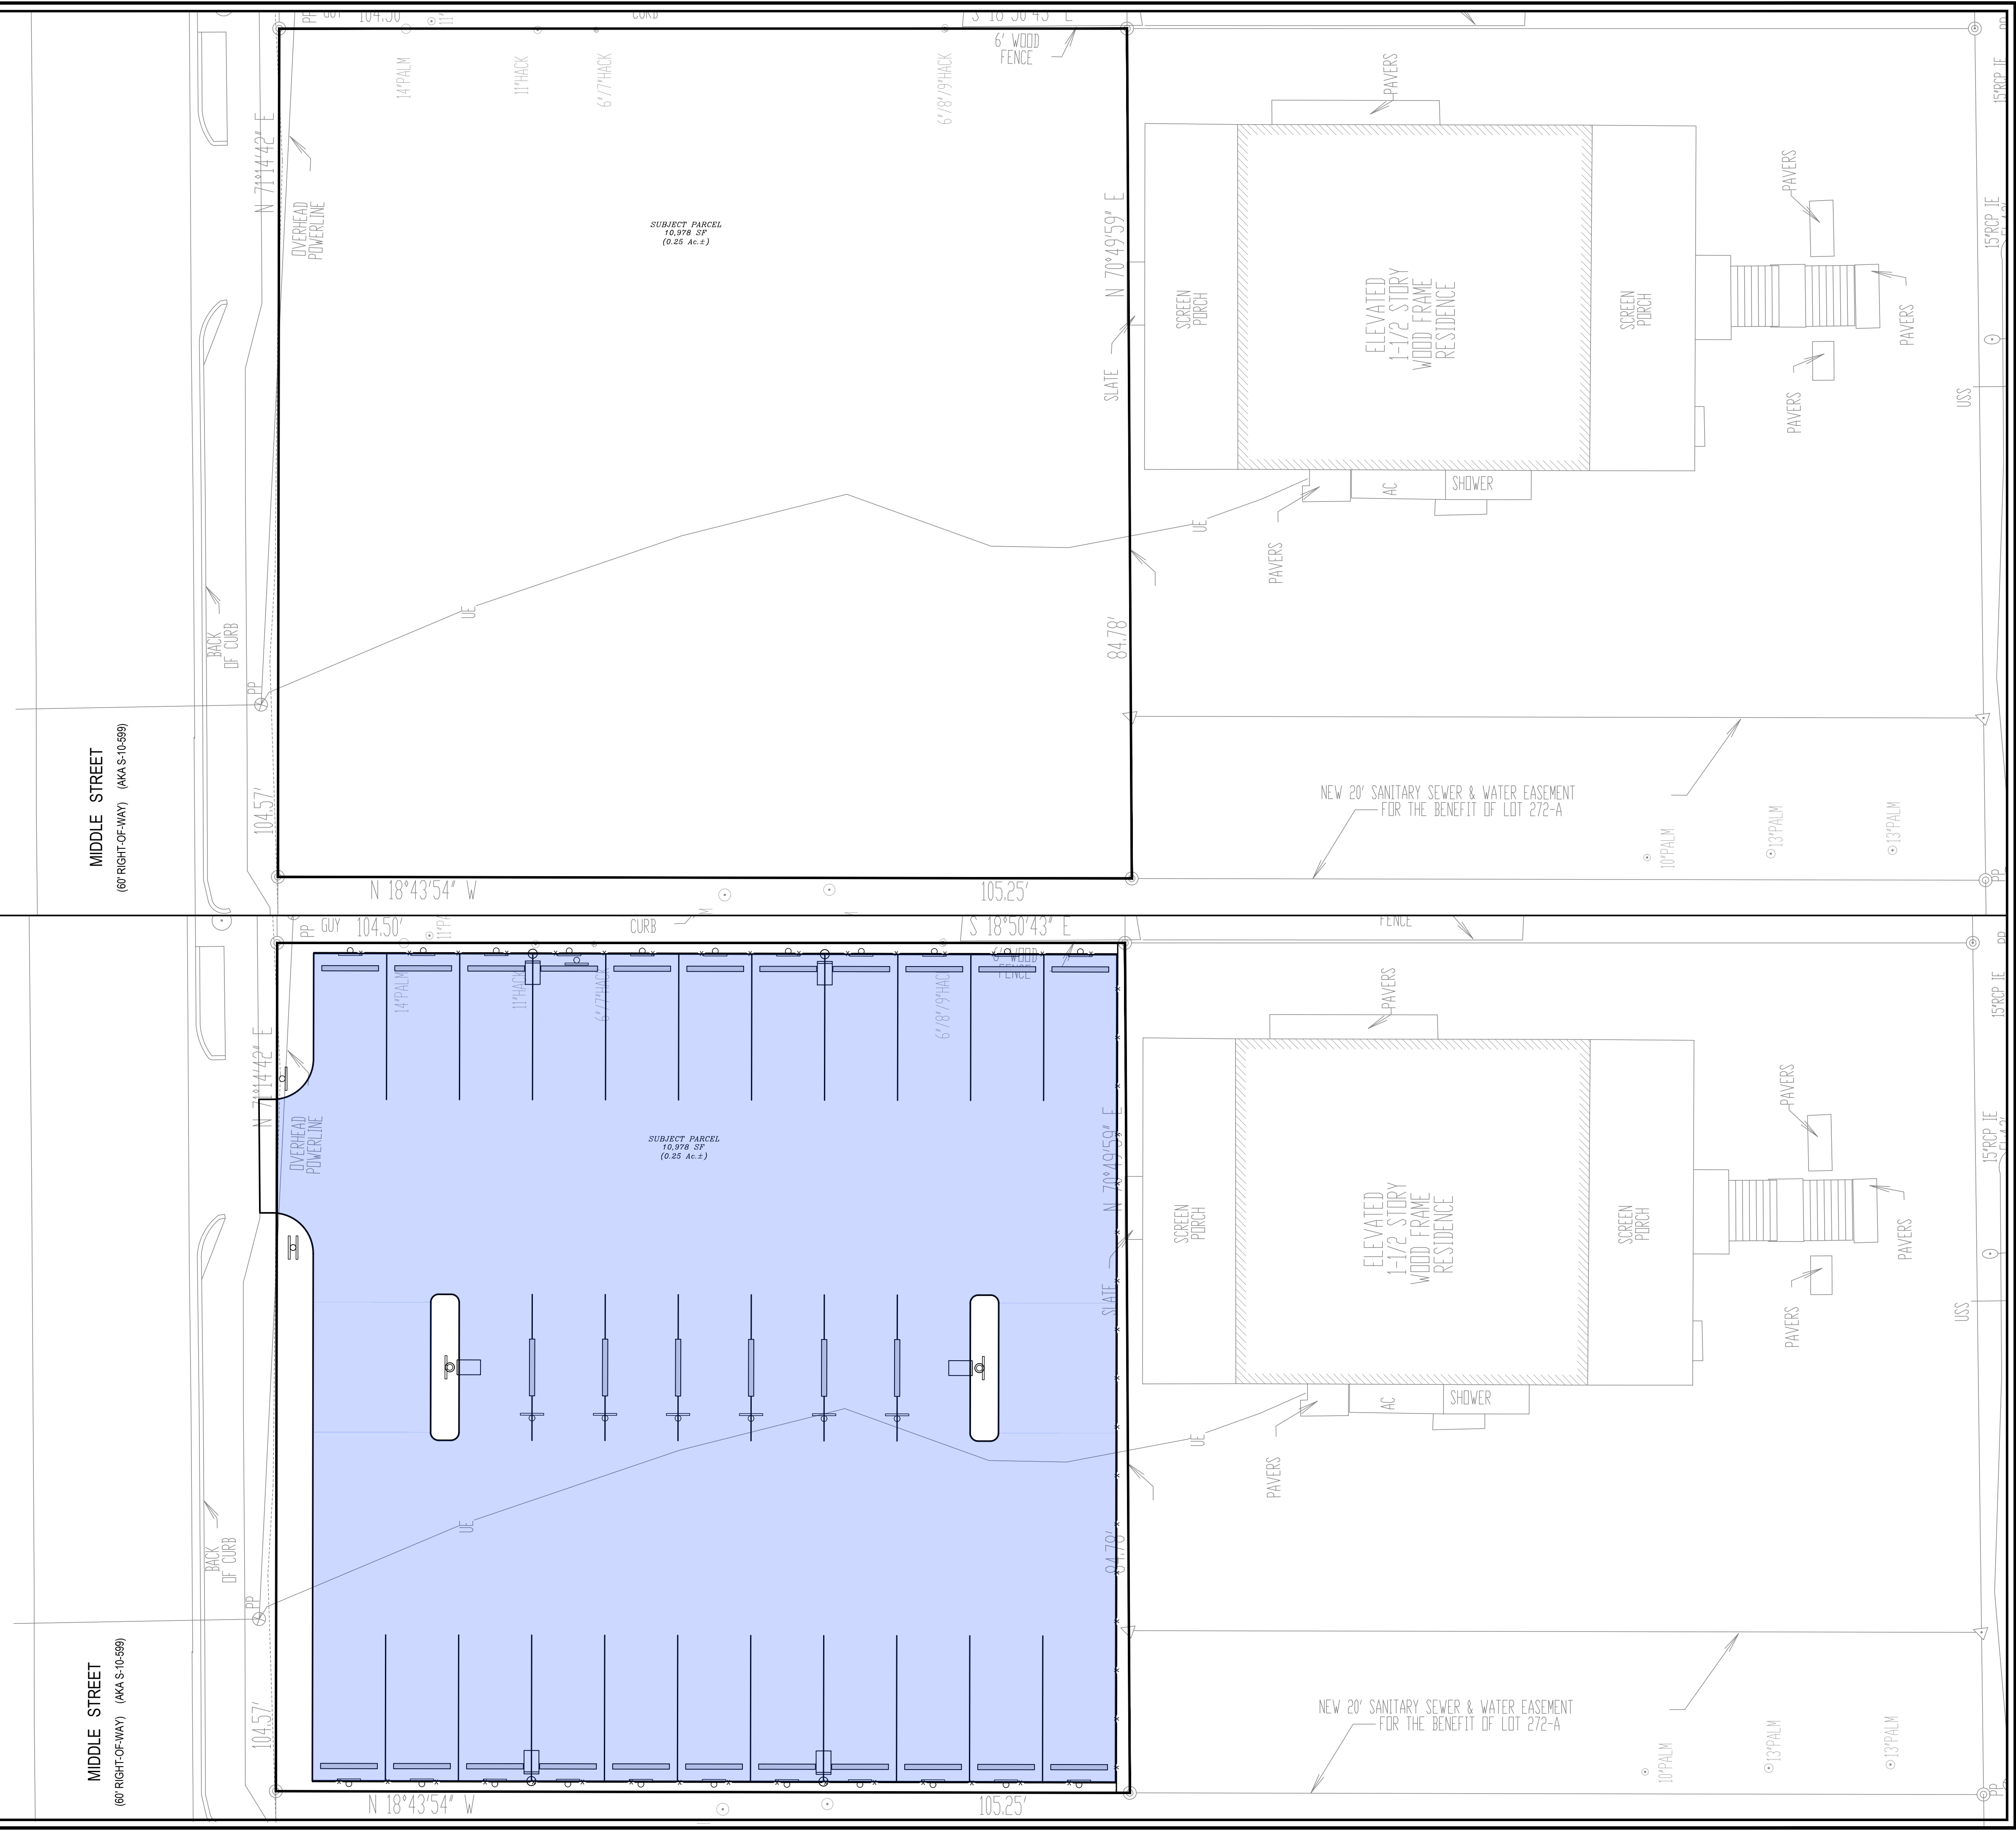 PP
GUY 104.50'
CURB
S 18°50'43" E
6' WOOD
FENCE
14"PALM
11"HACK
6"/7"HACK
6"/8"/9"HACK
N 71°14'42" E
OVERHEAD
POWERLINE
SUBJECT PARCEL
10,978 SF
(0.25 Ac.±)
N 70°49'59" E
SLATE
SCREEN
PORCH
PAVERS
ELEVATED
1-1/2 STORY
WOOD FRAME
RESIDENCE
SCREEN
PORCH
PAVERS
PAVERS
PAVERS
15"RCP IE
15"RCP IE
USS
AC
SHOWER
PAVERS
UE
UE
84.78'
BACK
OF CURB
PP
MIDDLE STREET
(60' RIGHT-OF-WAY) (AKA S-10-599)
104.57'
NEW 20' SANITARY SEWER & WATER EASEMENT
FOR THE BENEFIT OF LOT 272-A
10"PALM
13"PALM
13"PALM
PP
N 18°43'54" W
105.25'
PP
GUY 104.50'
CURB
S 18°50'43" E
FENCE
6' WOOD
FENCE
14"PALM
11"HACK
6"/7"HACK
6"/8"/9"HACK
N 71°14'42" E
OVERHEAD
POWERLINE
SUBJECT PARCEL
10,978 SF
(0.25 Ac.±)
N 70°49'59" E
SLATE
SCREEN
PORCH
PAVERS
ELEVATED
1-1/2 STORY
WOOD FRAME
RESIDENCE
SCREEN
PORCH
PAVERS
PAVERS
PAVERS
15"RCP IE
15"RCP IE
USS
AC
SHOWER
PAVERS
UE
UE
84.78'
BACK
OF CURB
PP
MIDDLE STREET
(60' RIGHT-OF-WAY) (AKA S-10-599)
104.57'
NEW 20' SANITARY SEWER & WATER EASEMENT
FOR THE BENEFIT OF LOT 272-A
10"PALM
13"PALM
13"PALM
PP
N 18°43'54" W
105.25'